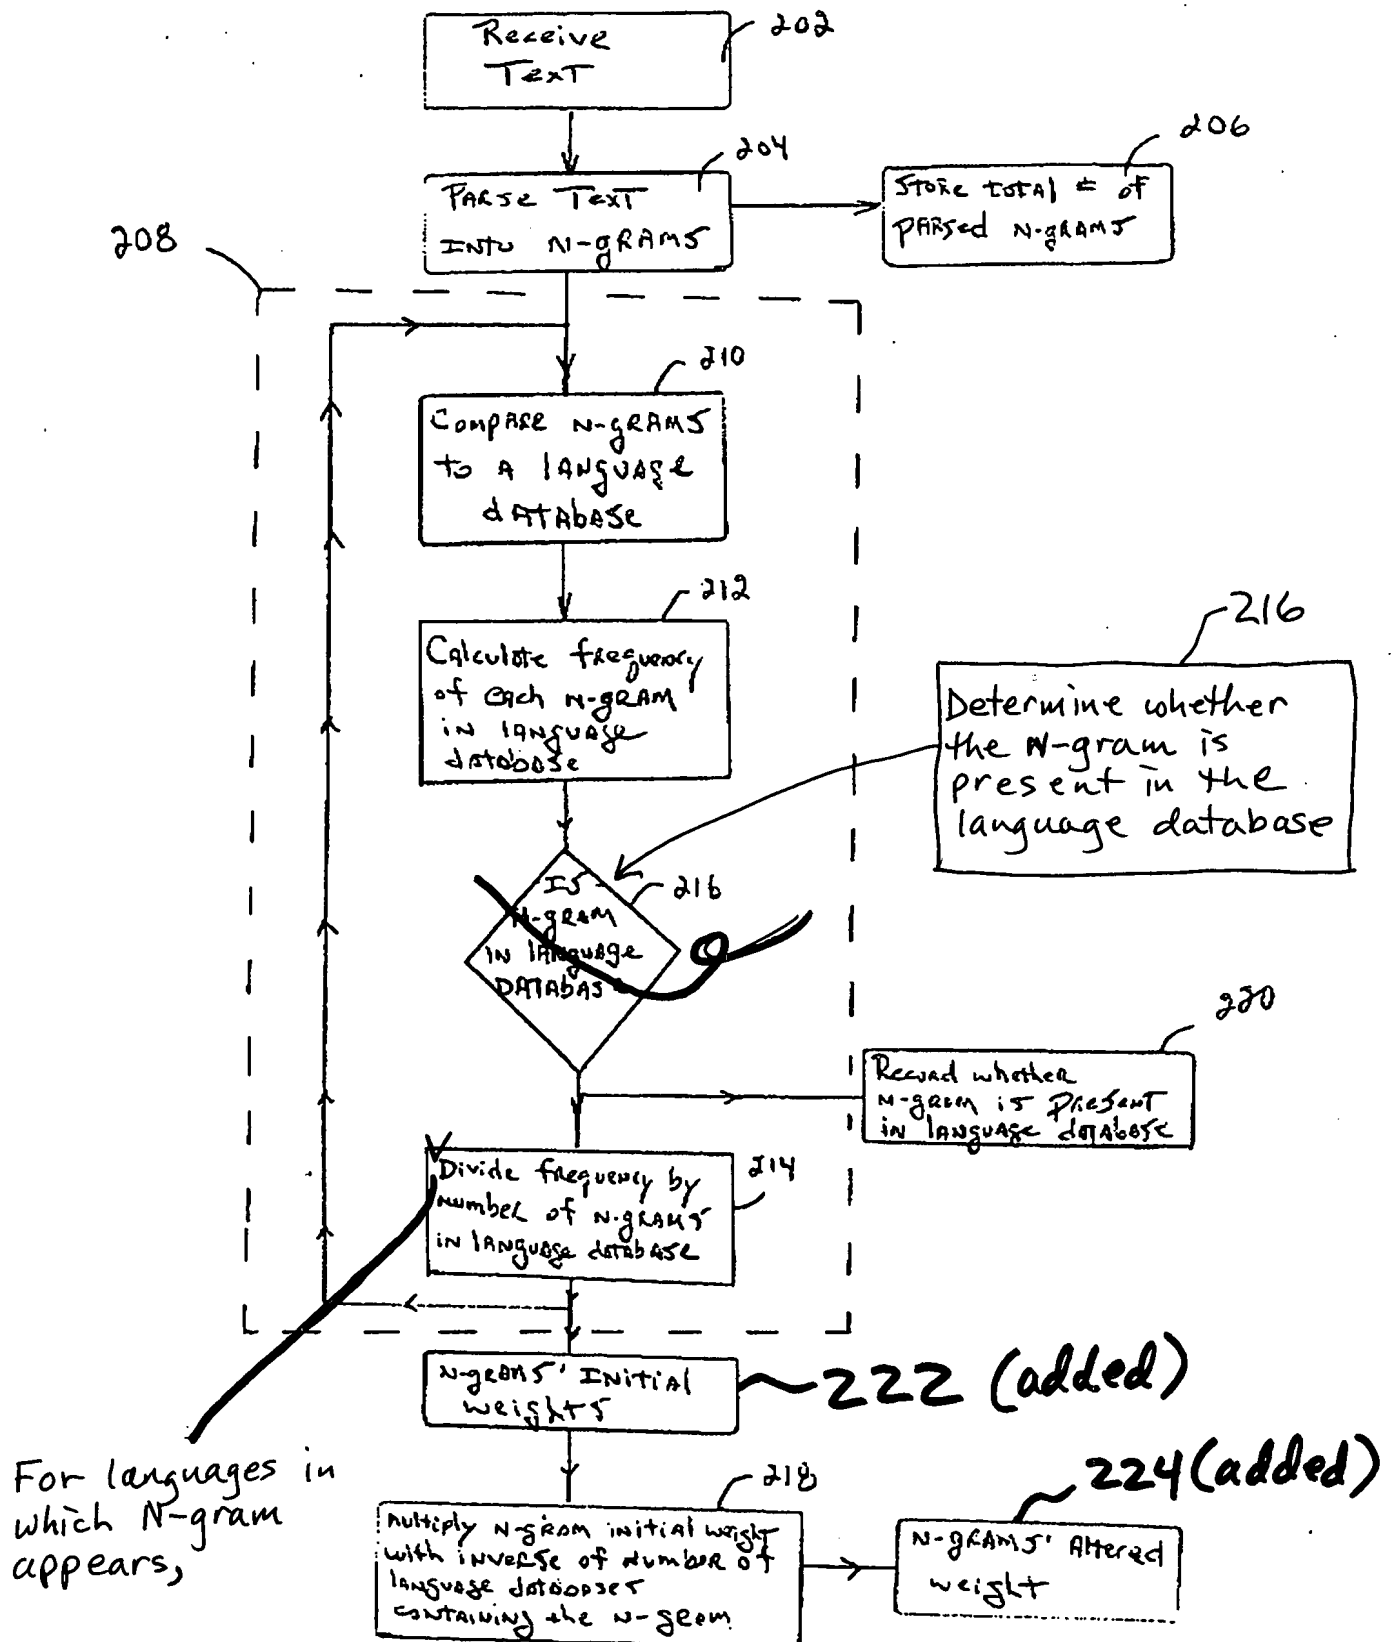 202
Receive
Text
204
Parse Text
Into N-grams
206
Store total # of
parsed N-grams
208
210
Compare N-grams
to a language
database
212
Calculate frequency
of each N-gram
in language
database
216
Determine whether
the N-gram is
present in the
language database
216
Is
N-gram
in language
Database
220
Record whether
N-gram is present
in language database
214
Divide frequency by
number of N-grams
in language database
N-grams' Initial
weights
222 (added)
For languages in
which N-gram
appears,
218
Multiply N-gram initial weight
with inverse of number of
language databases
containing the N-gram
224 (added)
N-grams' Altered
weight